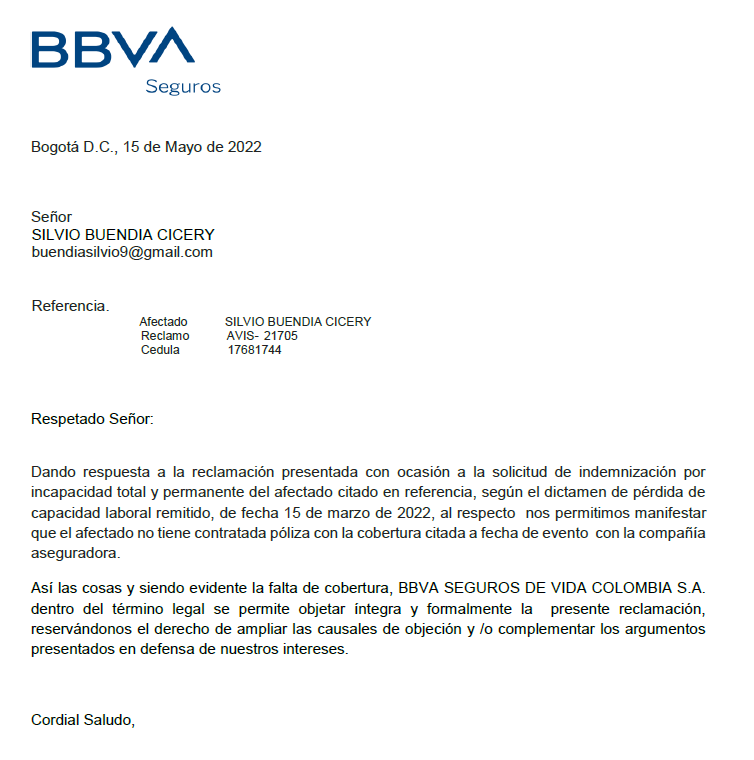 BBVA
Seguros
Bogotá D.C., 15 de Mayo de 2022
Señor
SILVIO BUENDIA CICERY
buendiasilvio9@gmail.com
Referencia.
Afectado SILVIO BUENDIA CICERY
Reclamo AVIS- 21705
Cedula 17681744
Respetado Señor:
Dando respuesta a la reclamación presentada con ocasión a la solicitud de indemnización por
incapacidad total y permanente del afectado citado en referencia, según el dictamen de pérdida de
capacidad laboral remitido, de fecha 15 de marzo de 2022, al respecto nos permitimos manifestar
que el afectado no tiene contratada póliza con la cobertura citada a fecha de evento con la compañía
aseguradora.
Así las cosas y siendo evidente la falta de cobertura, BBVA SEGUROS DE VIDA COLOMBIA S.A.
dentro del término legal se permite objetar íntegra y formalmente la presente reclamación,
reservándonos el derecho de ampliar las causales de objeción y /o complementar los argumentos
presentados en defensa de nuestros intereses.
Cordial Saludo,